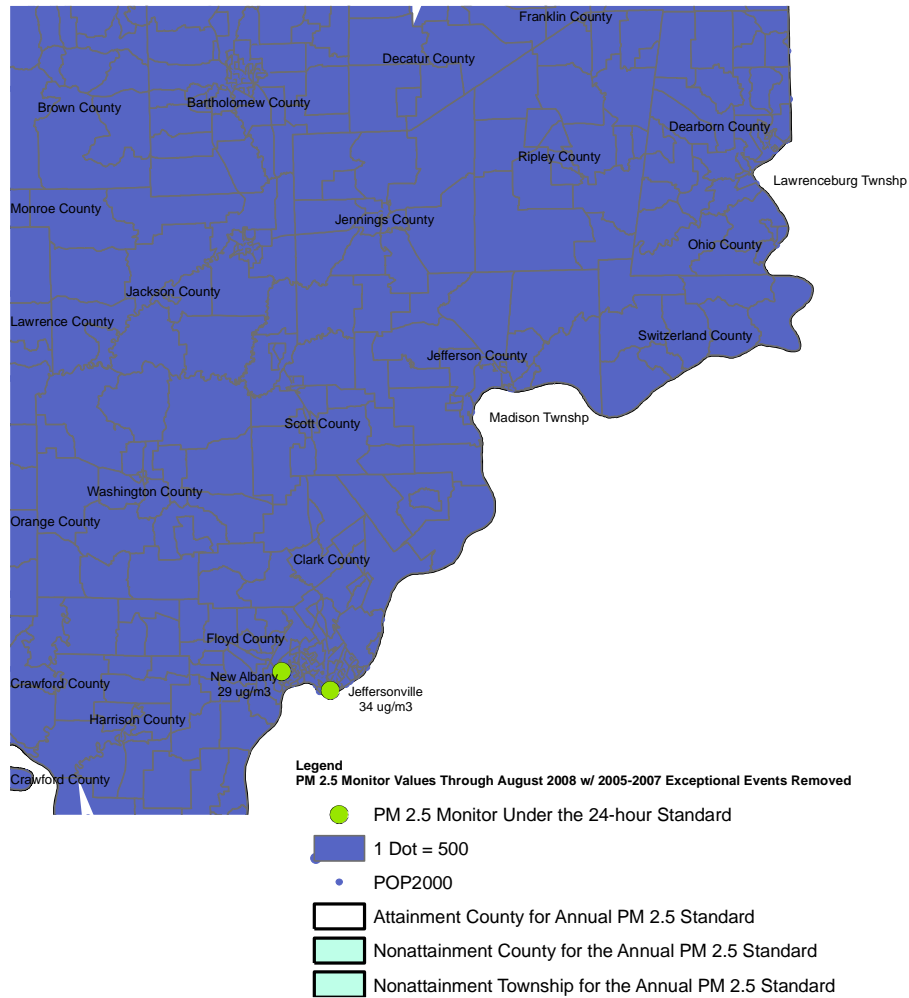 Franklin County
Decatur County
Brown County
Bartholomew County
Dearborn County
Ripley County
Lawrenceburg Twnshp
Monroe County
Jennings County
Ohio County
Jackson County
Lawrence County
Switzerland County
Jefferson County
Madison Twnshp
Scott County
Washington County
Orange County
Clark County
Floyd County
New Albany
29 ug/m3
Crawford County
Jeffersonville
34 ug/m3
Harrison County
Crawford County
Legend
PM 2.5 Monitor Values Through August 2008 w/ 2005-2007 Exceptional Events Removed
PM 2.5 Monitor Under the 24-hour Standard
1 Dot = 500
POP2000
Attainment County for Annual PM 2.5 Standard
Nonattainment County for the Annual PM 2.5 Standard
Nonattainment Township for the Annual PM 2.5 Standard